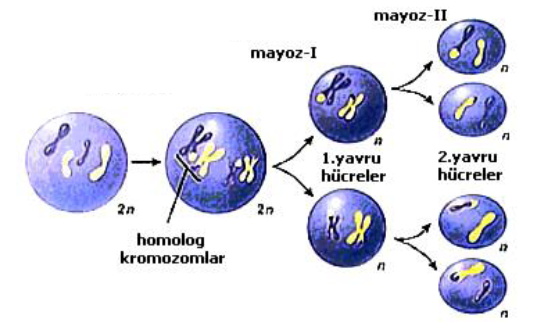 mayoz-II
mayoz-I
n
n
n
1.yavru
hücreler
2.yavru
hücreler
2n
2n
homolog
kromozomlar
n
n
n